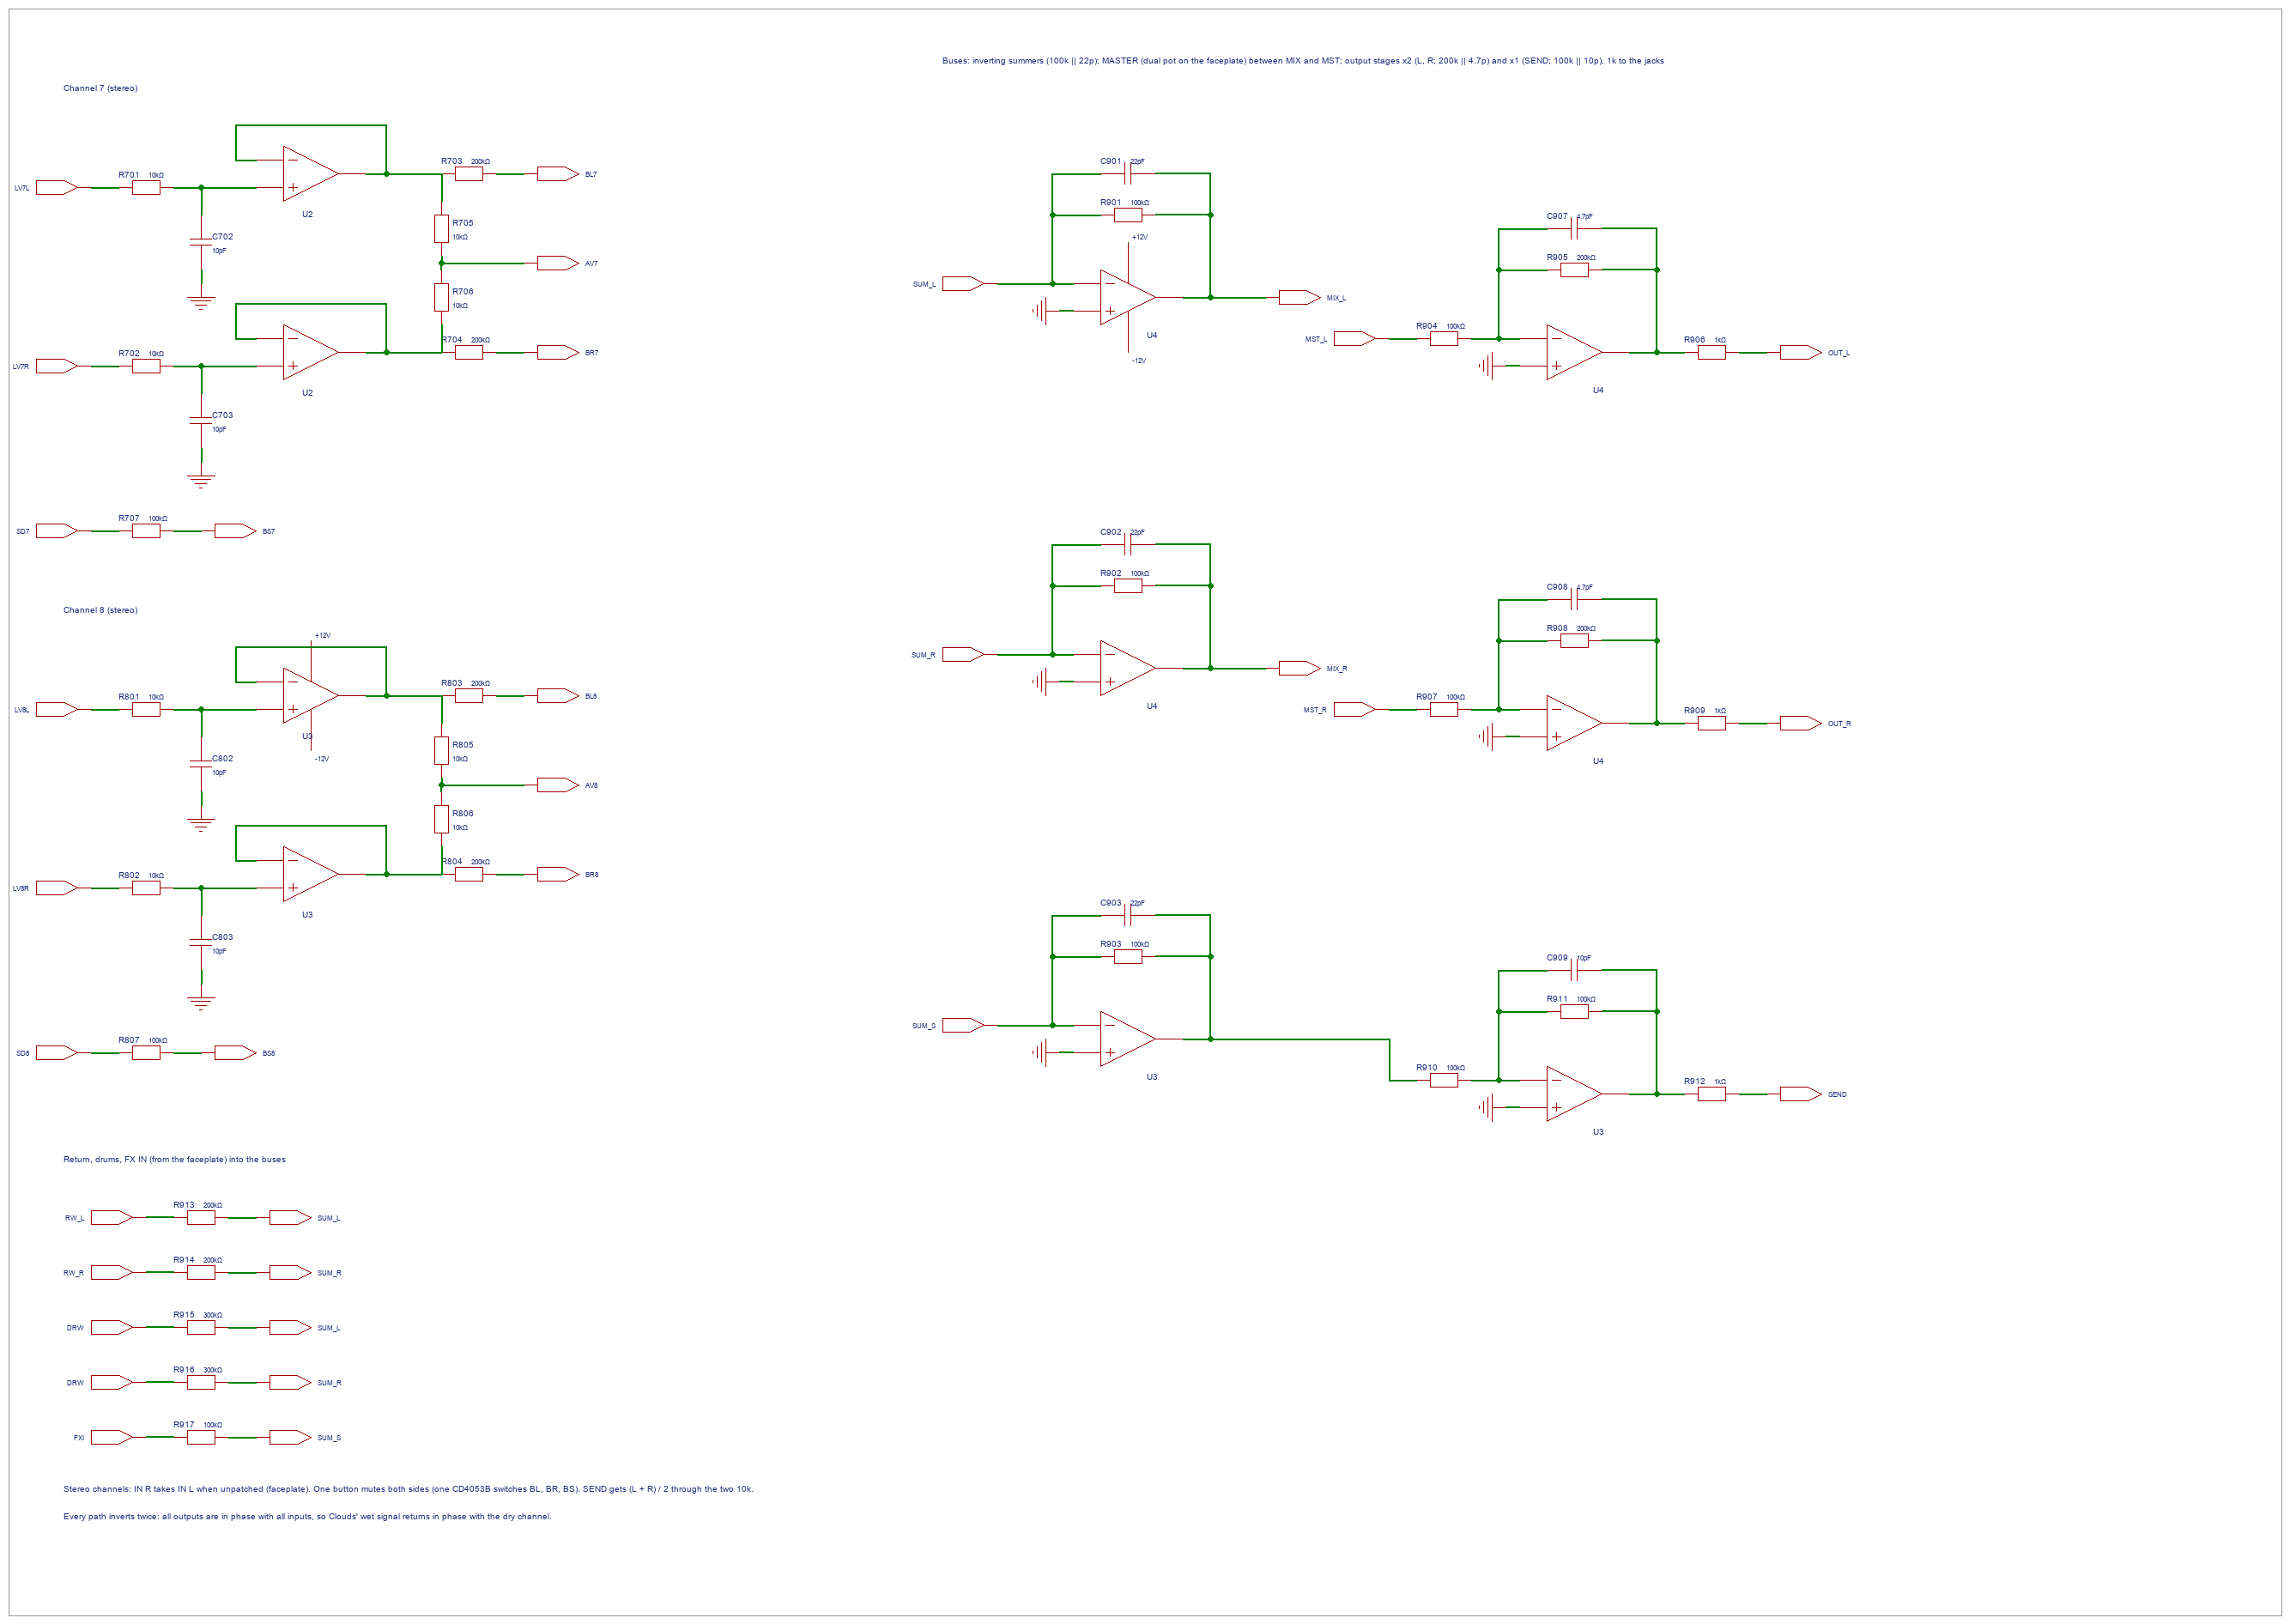 Buses: inverting summers (100k || 22p); MASTER (dual pot on the faceplate) between MIX and MST; output stages x2 (L, R; 200k || 4.7p) and x1 (SEND; 100k || 10p), 1k to the jacks
Channel 7 (stereo)
LV7L
R701 10kΩ
C702
10pF
U2
R703 200kΩ
BL7
R705
10kΩ
AV7
R706
10kΩ
LV7R
R702 10kΩ
C703
10pF
U2
R704 200kΩ
BR7
SD7
R707 100kΩ
BS7
Channel 8 (stereo)
+12V
LV8L
R801 10kΩ
C802
10pF
U3
-12V
R803 200kΩ
BL8
R805
10kΩ
AV8
R806
10kΩ
LV8R
R802 10kΩ
C803
10pF
U3
R804 200kΩ
BR8
SD8
R807 100kΩ
BS8
Return, drums, FX IN (from the faceplate) into the buses
RW_L
R913 200kΩ
SUM_L
RW_R
R914 200kΩ
SUM_R
DRW
R915 300kΩ
SUM_L
DRW
R916 300kΩ
SUM_R
FXI
R917 100kΩ
SUM_S
Stereo channels: IN R takes IN L when unpatched (faceplate). One button mutes both sides (one CD4053B switches BL, BR, BS). SEND gets (L + R) / 2 through the two 10k.
Every path inverts twice: all outputs are in phase with all inputs, so Clouds' wet signal returns in phase with the dry channel.
C901 22pF
R901 100kΩ
+12V
SUM_L
U4
-12V
MIX_L
C907 4.7pF
R905 200kΩ
MST_L
R904 100kΩ
U4
R906 1kΩ
OUT_L
C902 22pF
R902 100kΩ
SUM_R
U4
MIX_R
C908 4.7pF
R908 200kΩ
MST_R
R907 100kΩ
U4
R909 1kΩ
OUT_R
C903 22pF
R903 100kΩ
SUM_S
U3
C909 10pF
R911 100kΩ
R910 100kΩ
U3
R912 1kΩ
SEND